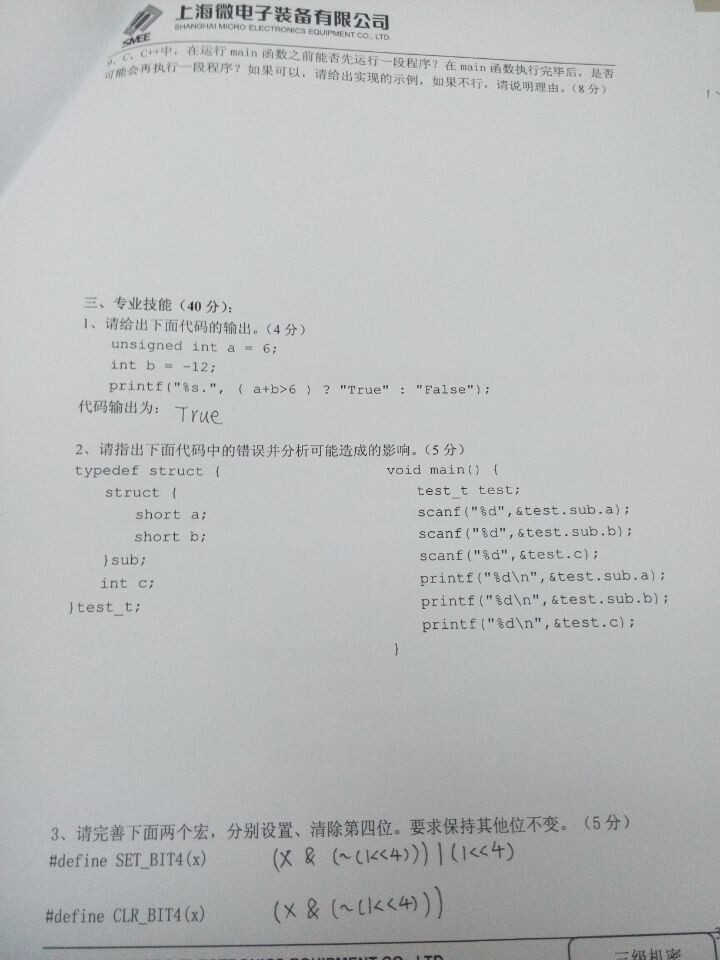 上海微电子装备有限公司
SHANGHAI MICRO ELECTRONICS EQUIPMENT CO., LTD.
SMEE
9、C、C++中，在运行 main 函数之前能否先运行一段程序？在 main 函数执行完毕后，是否
可能会再执行一段程序？如果可以，请给出实现的示例，如果不行，请说明理由。（8 分）
三、专业技能（40 分）：
1、请给出下面代码的输出。（4 分）
unsigned int a = 6;
int b = -12;
printf("%s.", ( a+b>6 ) ? "True" : "False");
代码输出为： True
2、请指出下面代码中的错误并分析可能造成的影响。（5 分）
typedef struct {
struct {
short a;
short b;
}sub;
int c;
}test_t;
void main() {
test_t test;
scanf("%d",&test.sub.a);
scanf("%d",&test.sub.b);
scanf("%d",&test.c);
printf("%d\n",&test.sub.a);
printf("%d\n",&test.sub.b);
printf("%d\n",&test.c);
}
3、请完善下面两个宏，分别设置、清除第四位。要求保持其他位不变。（5 分）
#define SET_BIT4(x) (x & (~(1<<4)))|(1<<4)
#define CLR_BIT4(x) (x & (~(1<<4)))
EQUIPMENT CO., LTD.
三级机密